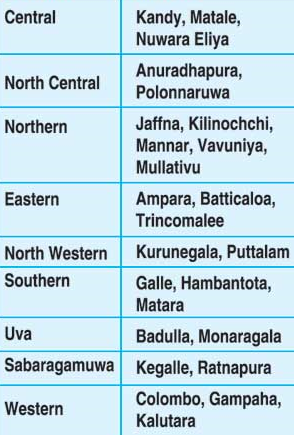 Central
Kandy, Matale,
Nuwara Eliya
North Central
Anuradhapura,
Polonnaruwa
Northern
Jaffna, Kilinochchi,
Mannar, Vavuniya,
Mullativu
Eastern
Ampara, Batticaloa,
Trincomalee
North Western
Kurunegala, Puttalam
Southern
Galle, Hambantota,
Matara
Uva
Badulla, Monaragala
Sabaragamuwa
Kegalle, Ratnapura
Western
Colombo, Gampaha,
Kalutara